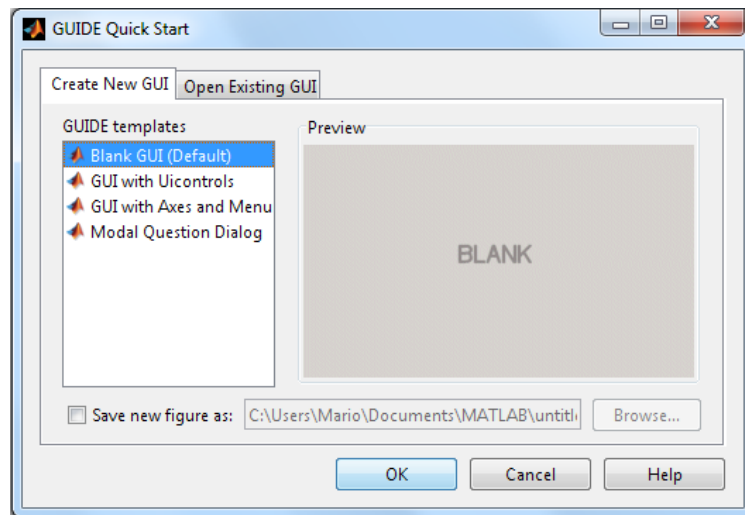 GUIDE Quick Start
Create New GUI
Open Existing GUI
GUIDE templates
Blank GUI (Default)
GUI with Uicontrols
GUI with Axes and Menu
Modal Question Dialog
Preview
BLANK
Save new figure as:
C:\Users\Mario\Documents\MATLAB\untitl
Browse...
OK
Cancel
Help